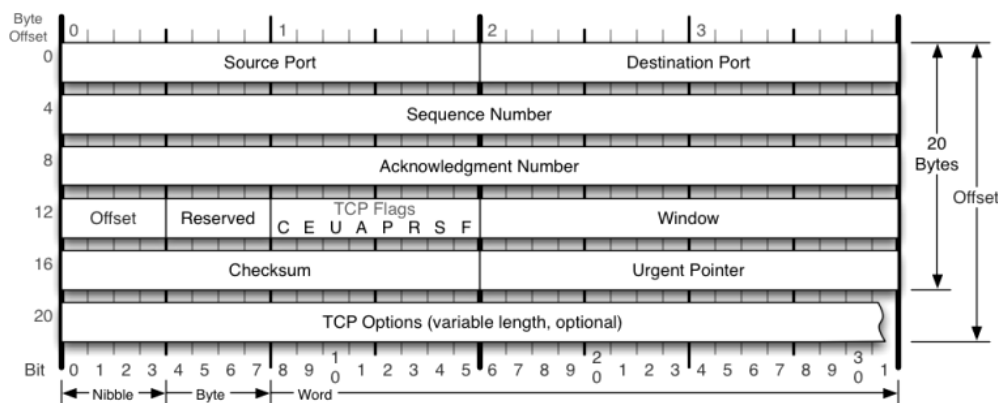 Byte
Offset 0 1 2 3
0 Source Port Destination Port
4 Sequence Number
20
Bytes
8 Acknowledgment Number
Offset
12 Offset Reserved TCP Flags Window
C E U A P R S F
16 Checksum Urgent Pointer
20 TCP Options (variable length, optional)
Bit 0 1 2 3 4 5 6 7 8 9 1 0 1 2 3 4 5 6 7 8 9 2 0 1 2 3 4 5 6 7 8 9 3 0 1
Nibble Byte Word